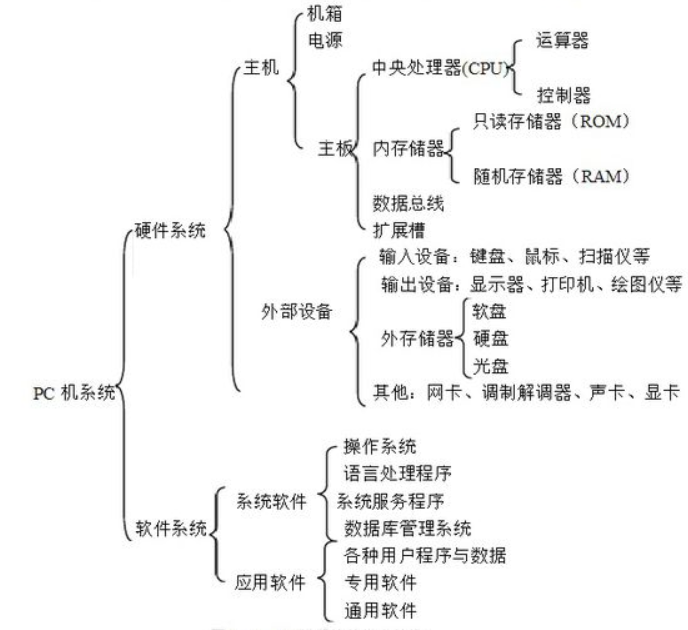 机箱
电源
主机
中央处理器(CPU)
运算器
控制器
主板
内存储器
只读存储器（ROM）
随机存储器（RAM）
数据总线
扩展槽
硬件系统
外部设备
输入设备：键盘、鼠标、扫描仪等
输出设备：显示器、打印机、绘图仪等
外存储器
软盘
硬盘
光盘
其他：网卡、调制解调器、声卡、显卡
PC 机系统
软件系统
系统软件
操作系统
语言处理程序
系统服务程序
数据库管理系统
应用软件
各种用户程序与数据
专用软件
通用软件